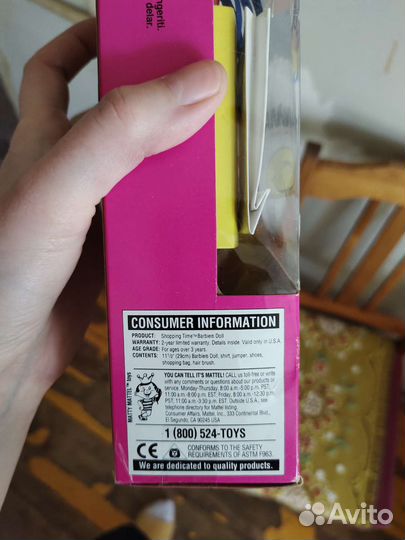 ngeriti.
delar.
CONSUMER INFORMATION
PRODUCT: Shopping Time™Barbie® Doll
WARRANTY: 2-year limited warranty. Details inside. Valid only in U.S.A.
AGE GRADE: For ages over 3 years.
CONTENTS: 11½" (29cm) Barbie® Doll, shirt, jumper, shoes,
shopping bag, hair brush.
MATTY MATTEL™ toys
YOU CAN TELL IT'S MATTEL! CALL us toll-free or write
with any comments or questions about our products or
service. Monday-Thursday, 8:00 a.m.-5:00 p.m. PST,
11:00 a.m.-8:00 p.m. EST; Friday, 8:00 a.m.-12:30 p.m.
PST, 11:00 a.m.-3:30 p.m. EST. Outside U.S.A., see
telephone directory for Mattel listing.
Consumer Affairs, Mattel, Inc., 333 Continental Blvd.,
El Segundo, CA 90245 USA
1 (800) 524-TOYS
CE CONFORMS TO THE SAFETY
REQUIREMENTS OF ASTM F963.
We are dedicated to quality products.
Avito